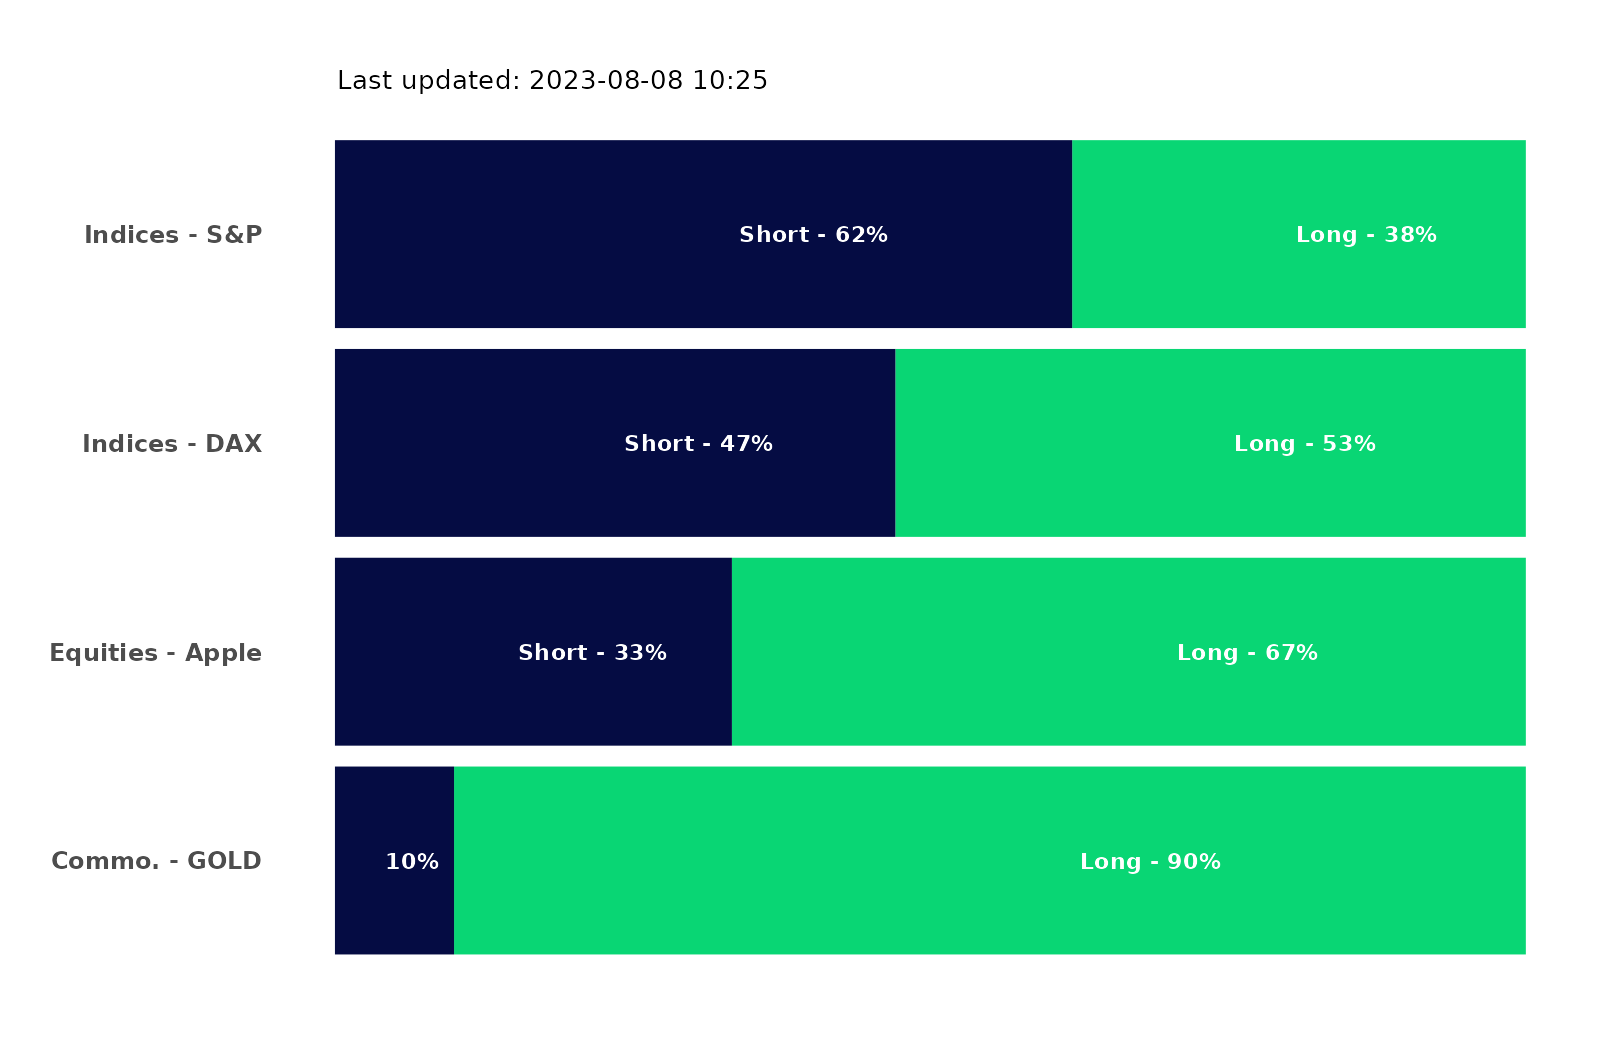 Last updated: 2023-08-08 10:25
Indices - S&P Short - 62% Long - 38%
Indices - DAX Short - 47% Long - 53%
Equities - Apple Short - 33% Long - 67%
Commo. - GOLD 10% Long - 90%